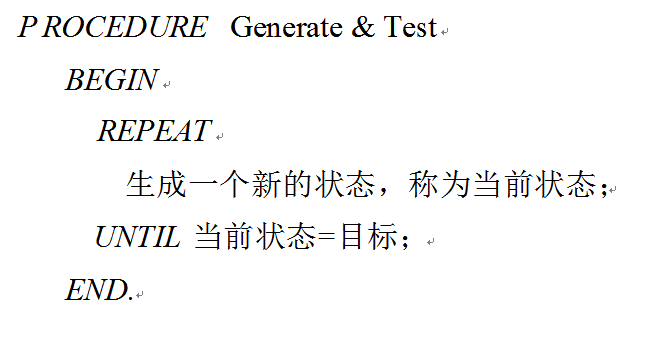 PROCEDURE Generate & Test
BEGIN
REPEAT
生成一个新的状态，称为当前状态；
UNTIL 当前状态=目标；
END.